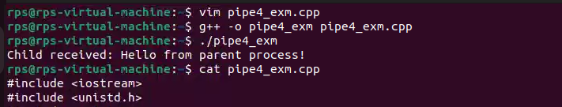 rps@rps-virtual-machine:~$ vim pipe4_exm.cpp
rps@rps-virtual-machine:~$ g++ -o pipe4_exm pipe4_exm.cpp
rps@rps-virtual-machine:~$ ./pipe4_exm
Child received: Hello from parent process!
rps@rps-virtual-machine:~$ cat pipe4_exm.cpp
#include <iostream>
#include <unistd.h>